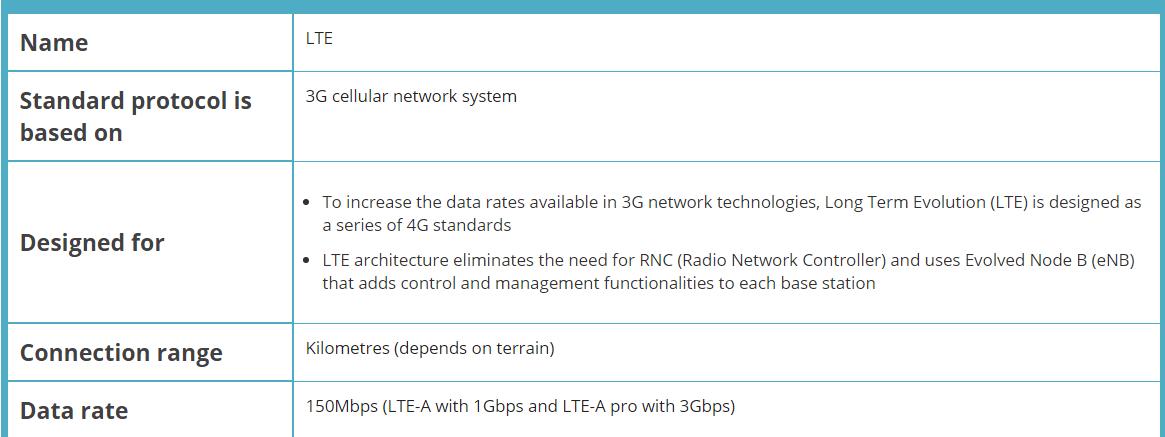 Name
LTE
Standard protocol is
based on
3G cellular network system
Designed for
To increase the data rates available in 3G network technologies, Long Term Evolution (LTE) is designed as
a series of 4G standards
LTE architecture eliminates the need for RNC (Radio Network Controller) and uses Evolved Node B (eNB)
that adds control and management functionalities to each base station
Connection range
Kilometres (depends on terrain)
Data rate
150Mbps (LTE-A with 1Gbps and LTE-A pro with 3Gbps)